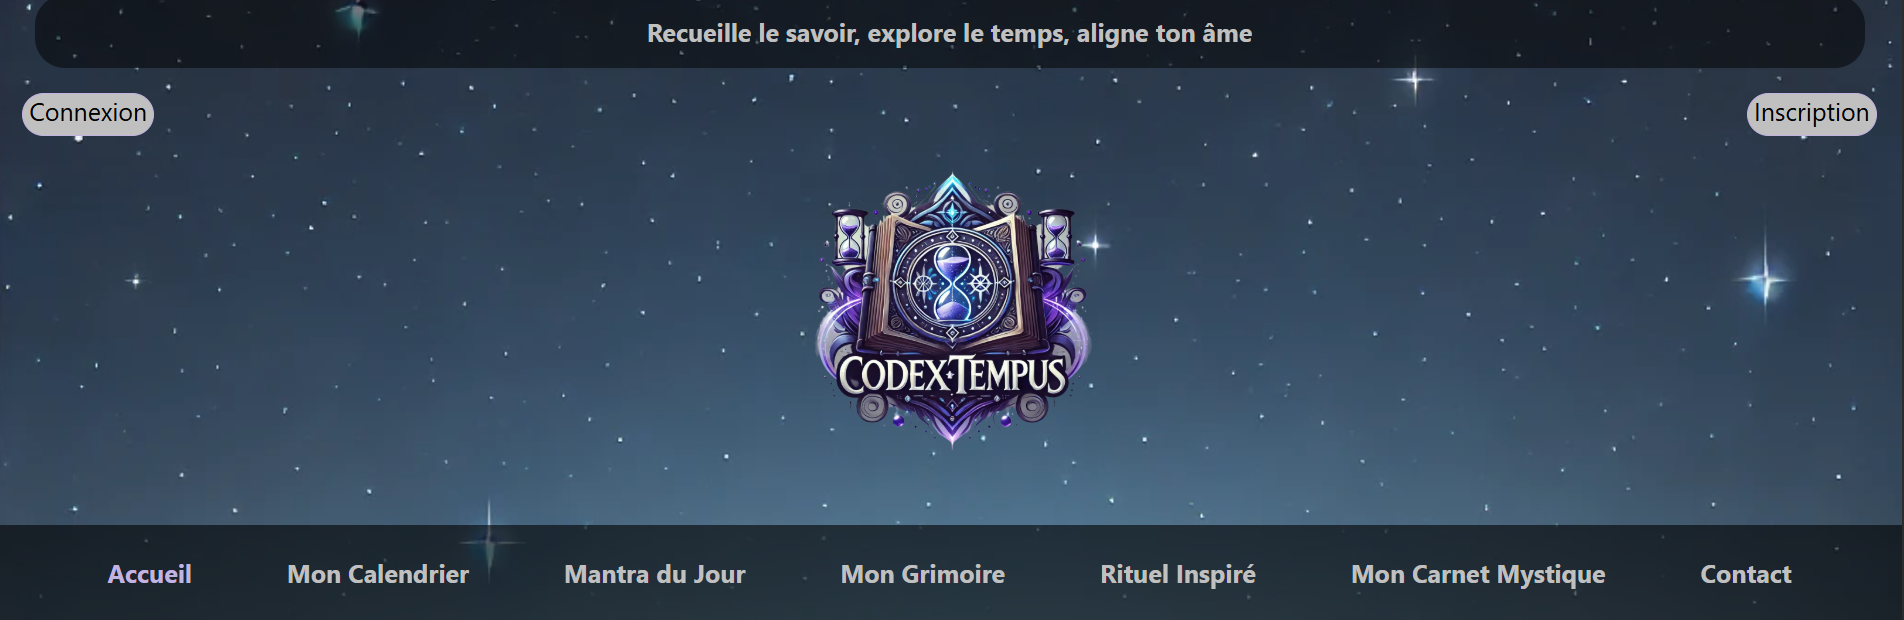 Recueille le savoir, explore le temps, aligne ton âme
Connexion
Inscription
CODEX TEMPUS
Accueil
Mon Calendrier
Mantra du Jour
Mon Grimoire
Rituel Inspiré
Mon Carnet Mystique
Contact